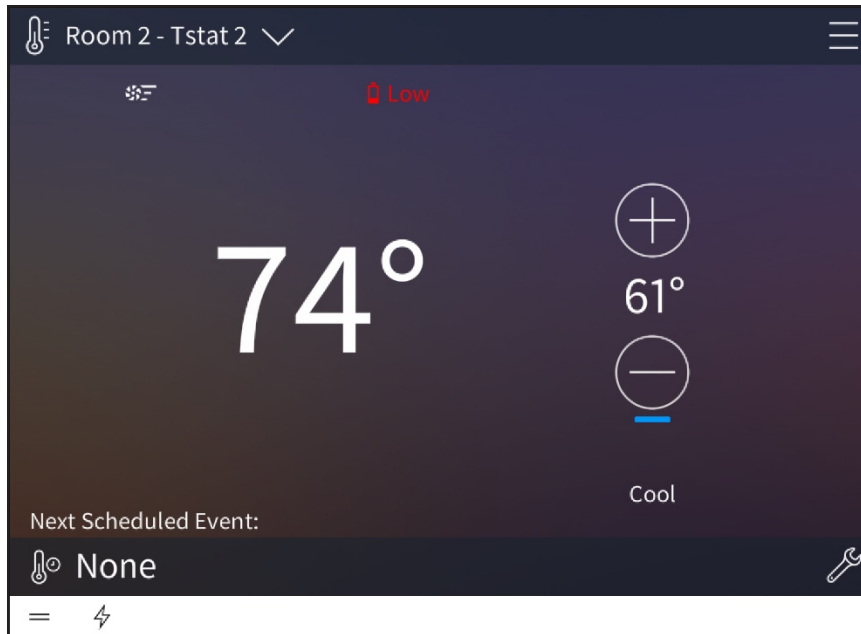 Room 2 - Tstat 2
Low
74°
61°
Cool
Next Scheduled Event:
None